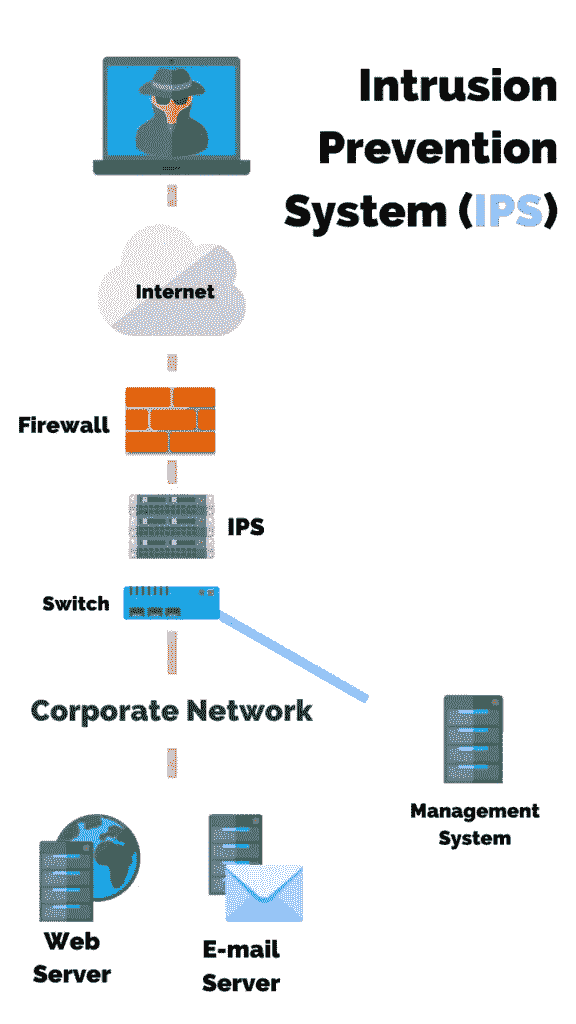 Intrusion
Prevention
System (IPS)
Internet
Firewall
IPS
Switch
Corporate Network
Management
System
Web
Server
E-mail
Server